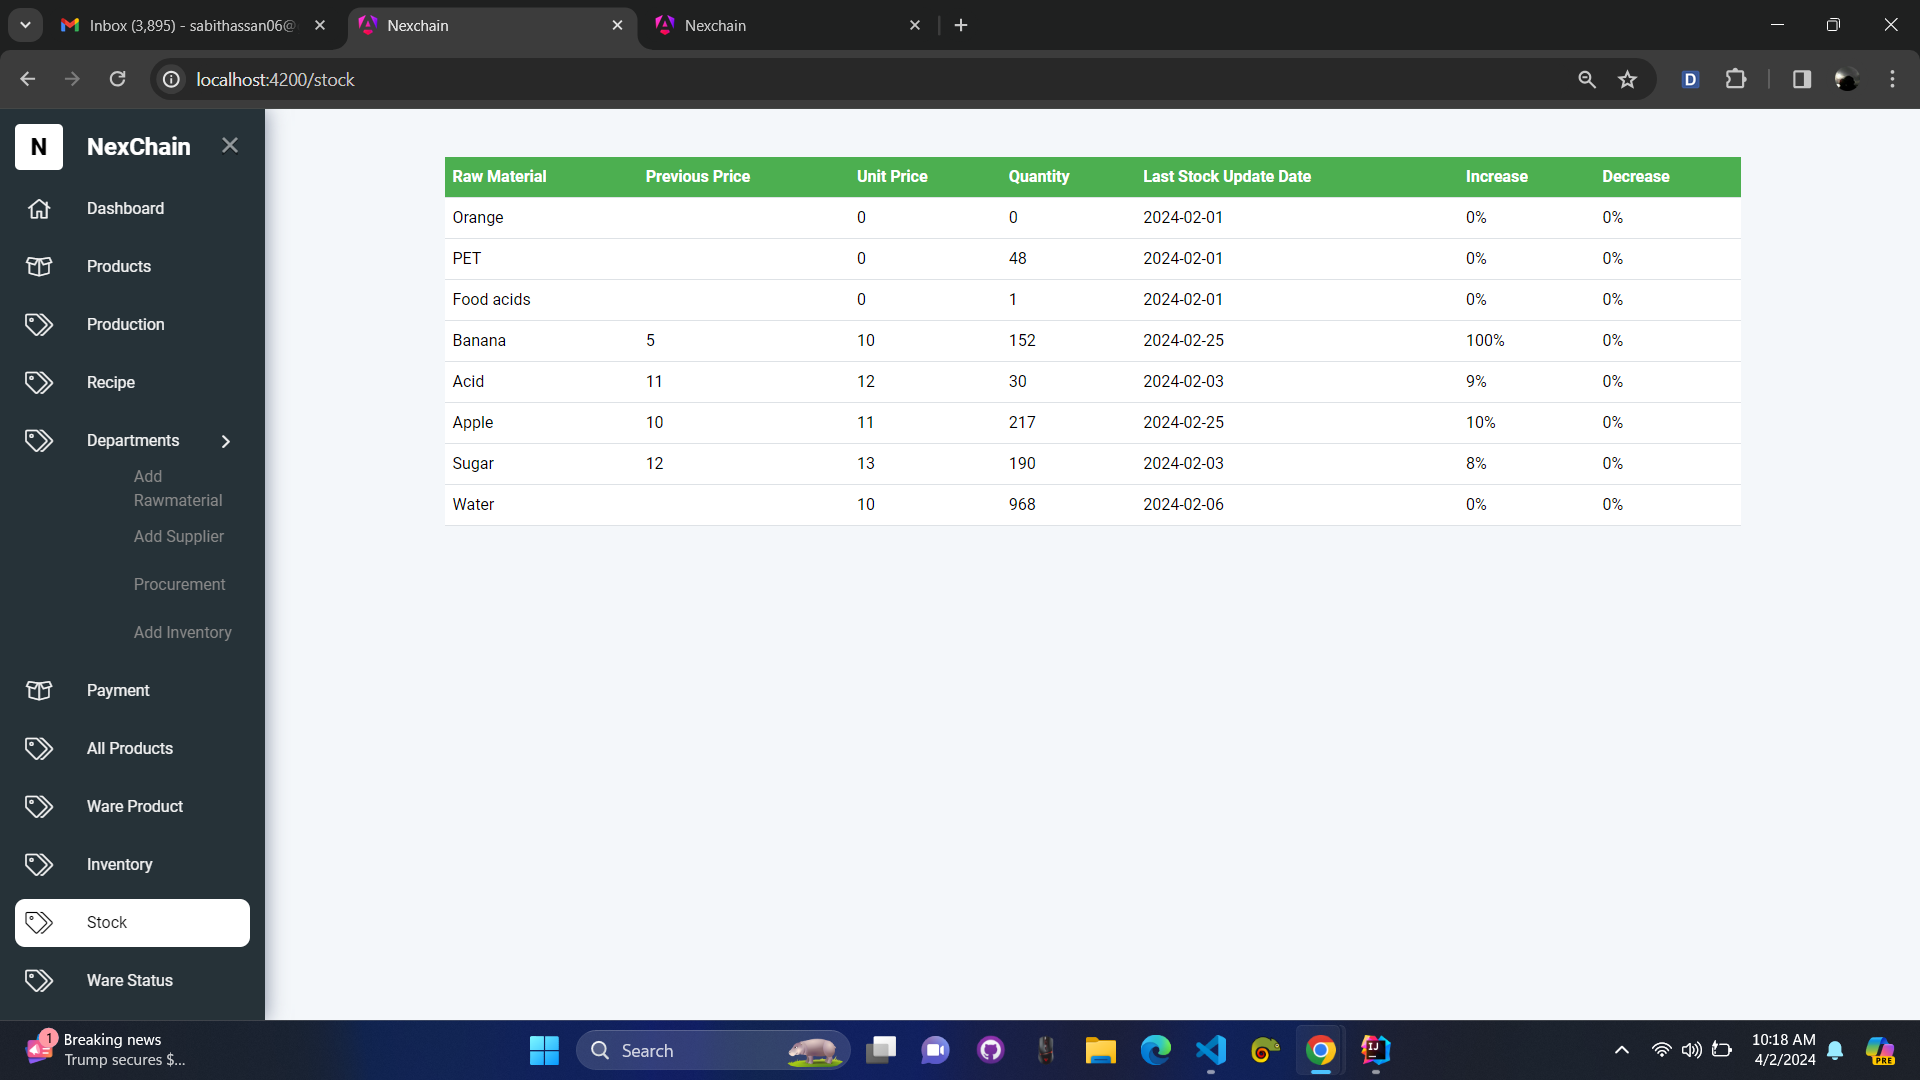 Inbox (3,895) - sabithassan06@
Nexchain
Nexchain
localhost:4200/stock
D
N
NexChain
Dashboard
Products
Production
Recipe
Departments
Add
Rawmaterial
Add Supplier
Procurement
Add Inventory
Payment
All Products
Ware Product
Inventory
Stock
Ware Status
Raw Material Previous Price Unit Price Quantity Last Stock Update Date Increase Decrease
Orange 0 0 2024-02-01 0% 0%
PET 0 48 2024-02-01 0% 0%
Food acids 0 1 2024-02-01 0% 0%
Banana 5 10 152 2024-02-25 100% 0%
Acid 11 12 30 2024-02-03 9% 0%
Apple 10 11 217 2024-02-25 10% 0%
Sugar 12 13 190 2024-02-03 8% 0%
Water 10 968 2024-02-06 0% 0%
1
Breaking news
Trump secures $...
Search
IJ
10:18 AM
4/2/2024
PRE